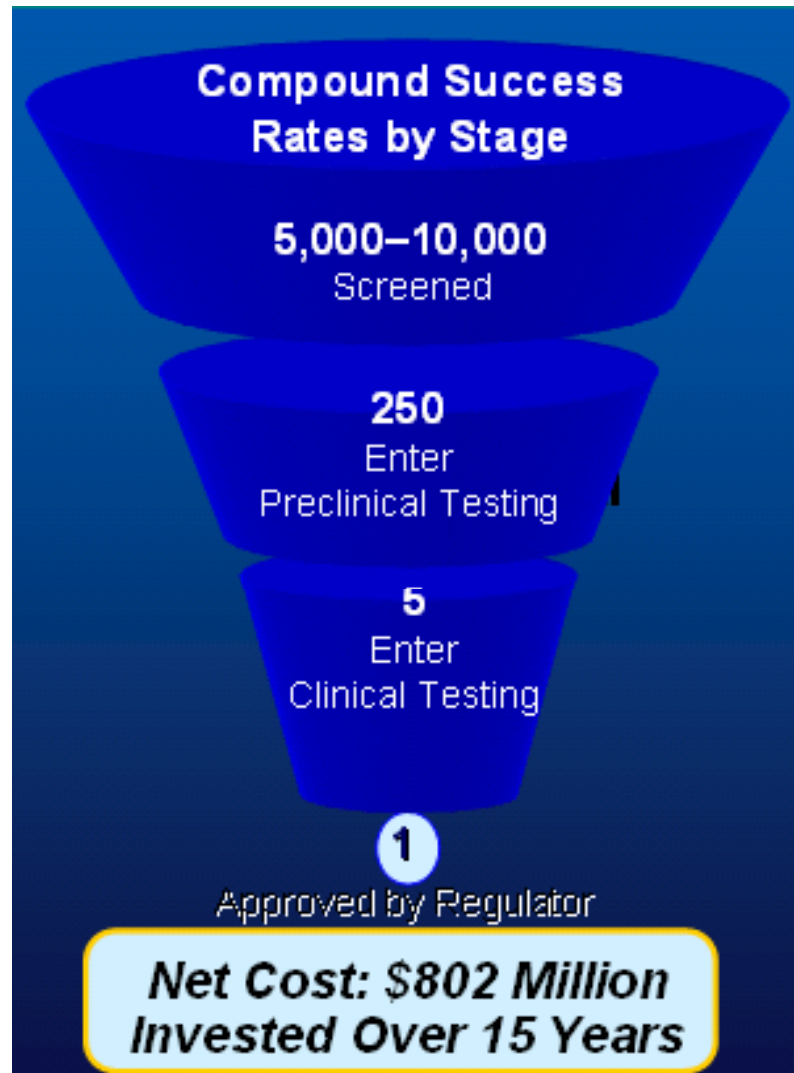 Compound Success
Rates by Stage
5,000–10,000
Screened
250
Enter
Preclinical Testing
5
Enter
Clinical Testing
1
Approved by Regulator
Net Cost: $802 Million
Invested Over 15 Years